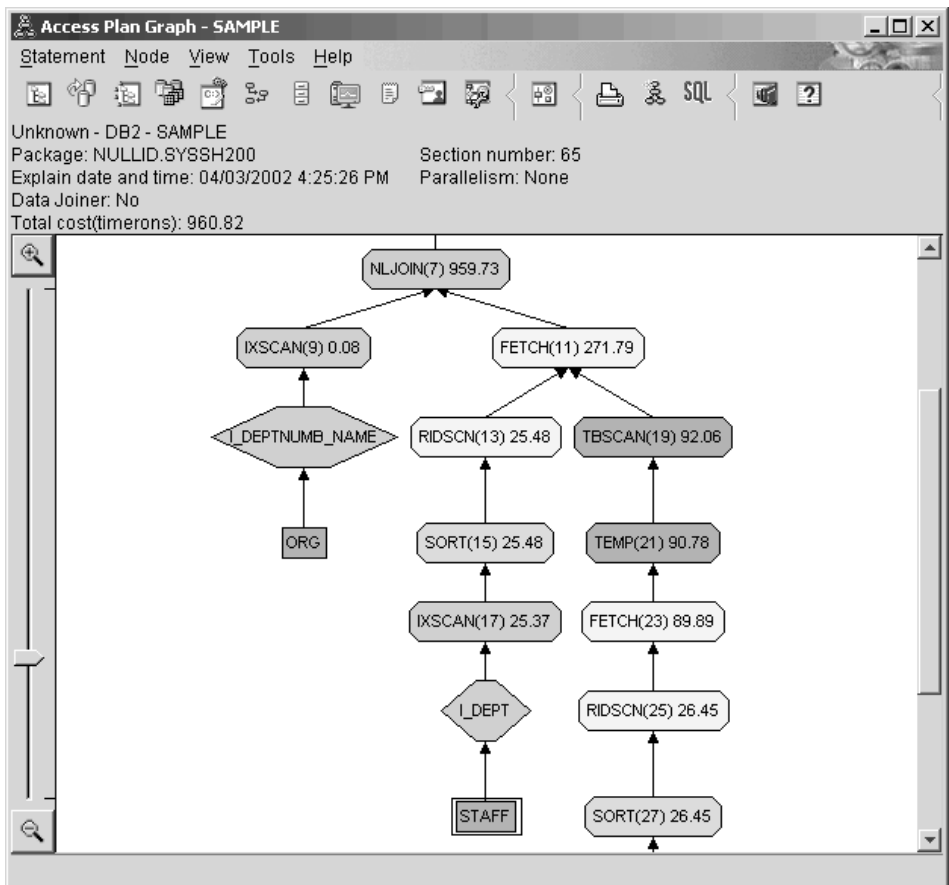 Access Plan Graph - SAMPLE
Statement Node View Tools Help
SQL ?
Unknown - DB2 - SAMPLE
Package: NULLID.SYSSH200 Section number: 65
Explain date and time: 04/03/2002 4:25:26 PM Parallelism: None
Data Joiner: No
Total cost(timerons): 960.82
NLJOIN(7) 959.73
IXSCAN(9) 0.08 FETCH(11) 271.79
I_DEPTNUMB_NAME RIDSCN(13) 25.48 TBSCAN(19) 92.06
ORG SORT(15) 25.48 TEMP(21) 90.78
IXSCAN(17) 25.37 FETCH(23) 89.89
I_DEPT RIDSCN(25) 26.45
STAFF SORT(27) 26.45